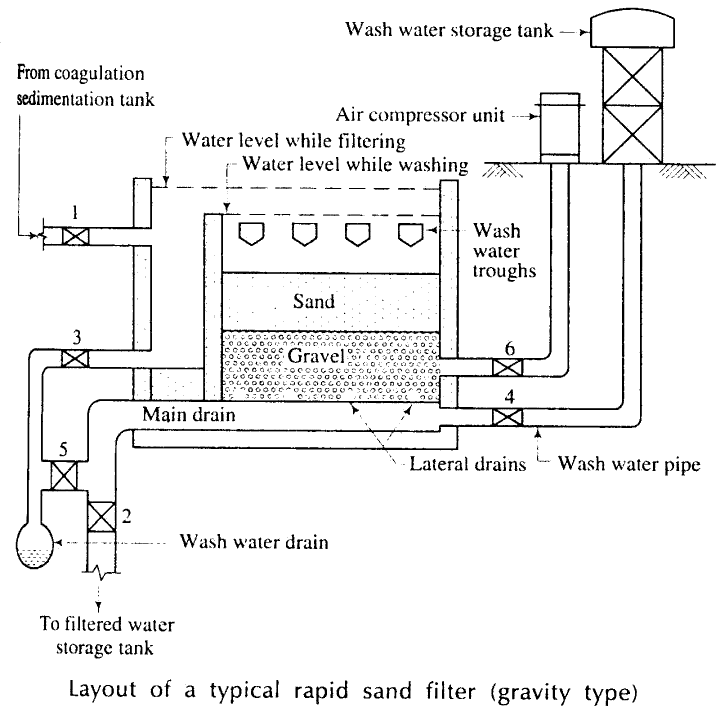 Wash water storage tank
From coagulation
sedimentation tank
Air compressor unit
Water level while filtering
Water level while washing
1
Wash
water
troughs
Sand
3
Gravel
6
4
Main drain
5
Lateral drains
Wash water pipe
2
Wash water drain
To filtered water
storage tank
Layout of a typical rapid sand filter (gravity type)